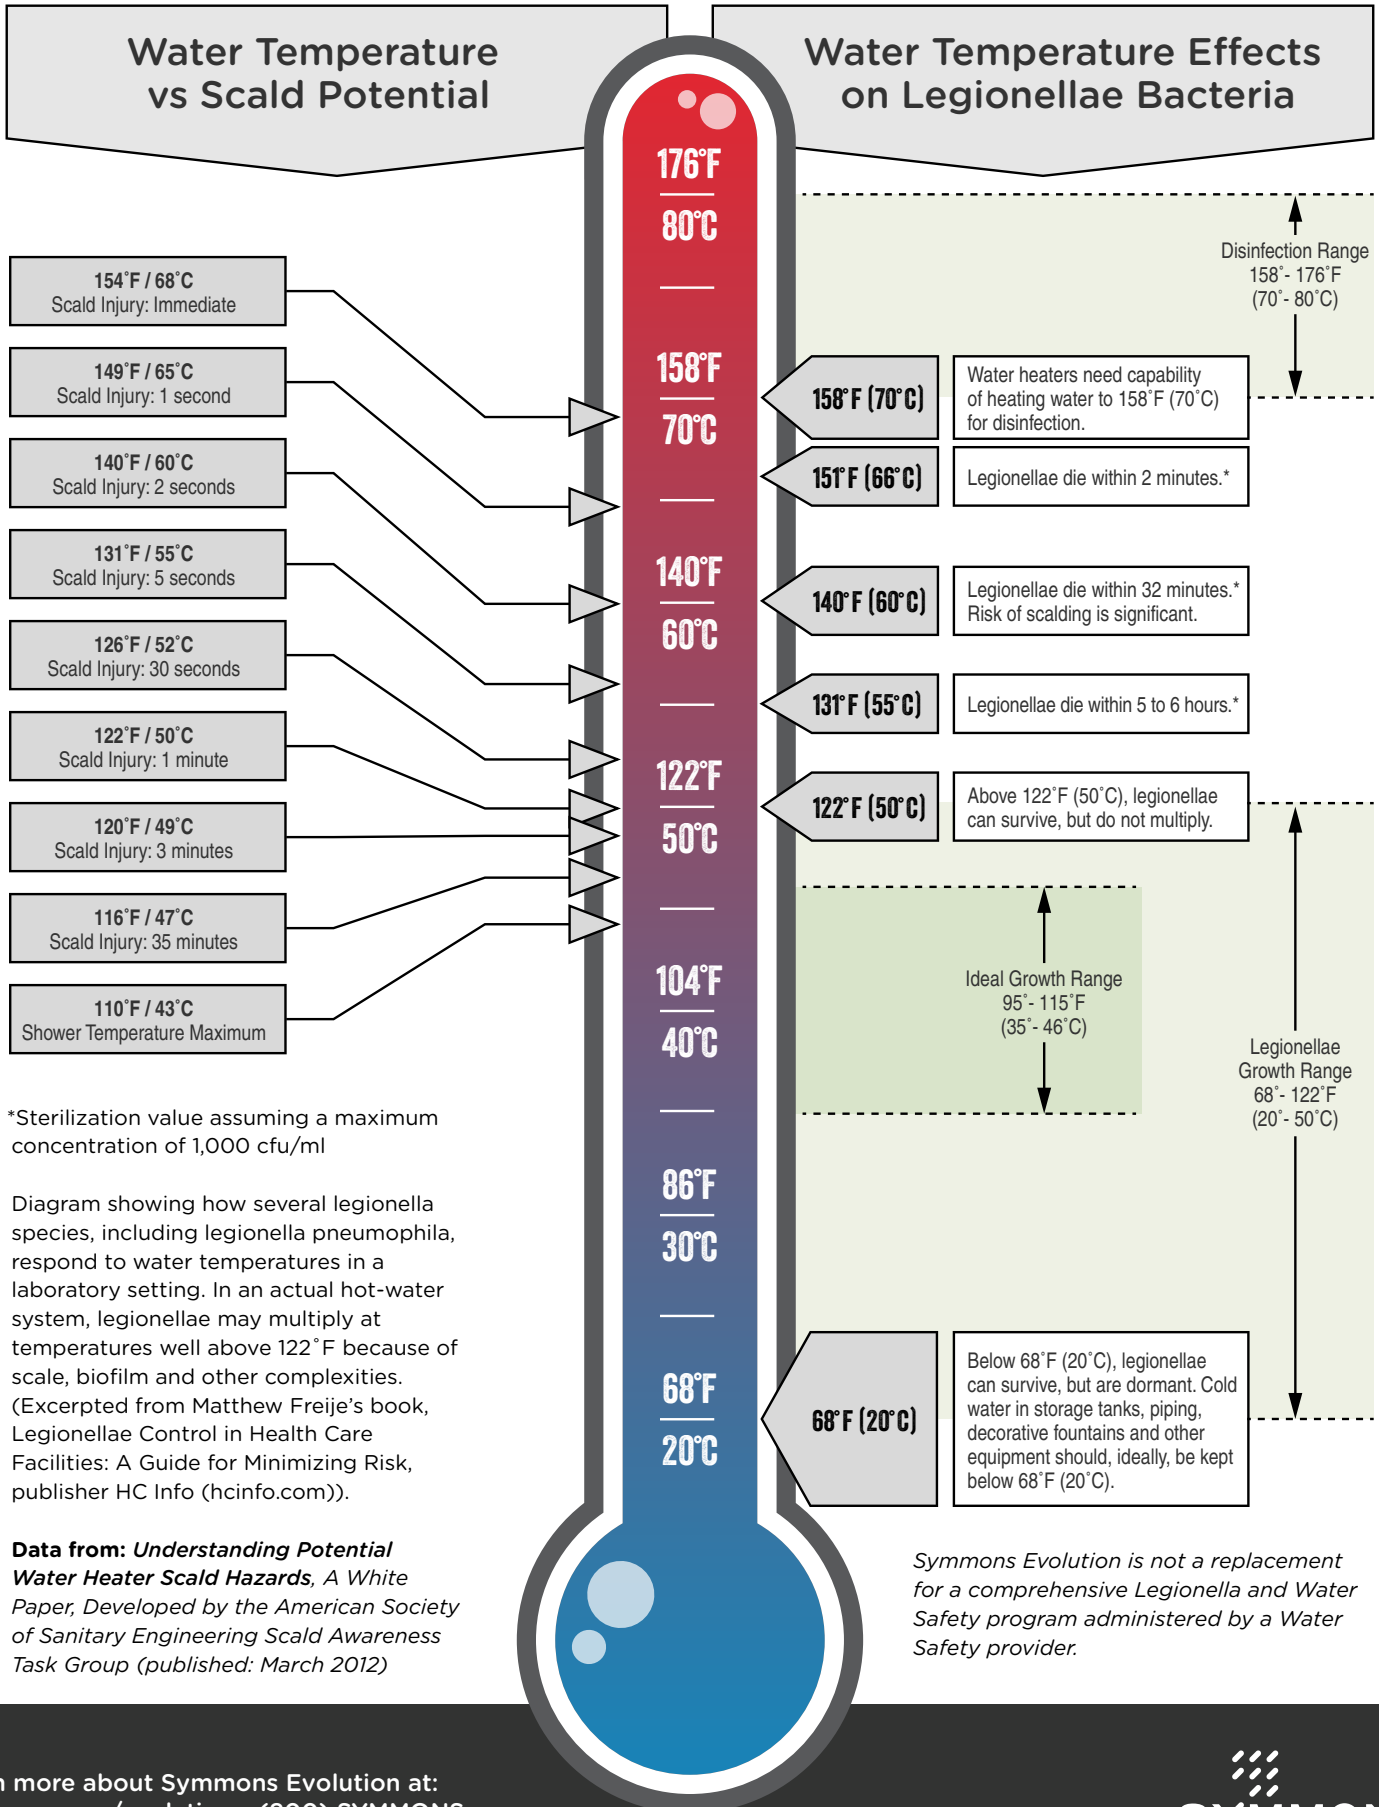 Water Temperature
vs Scald Potential
Water Temperature Effects
on Legionellae Bacteria
176°F
80°C
158°F
70°C
140°F
60°C
122°F
50°C
104°F
40°C
86°F
30°C
68°F
20°C
154˚F / 68˚C
Scald Injury: Immediate
149˚F / 65˚C
Scald Injury: 1 second
140˚F / 60˚C
Scald Injury: 2 seconds
131˚F / 55˚C
Scald Injury: 5 seconds
126˚F / 52˚C
Scald Injury: 30 seconds
122˚F / 50˚C
Scald Injury: 1 minute
120˚F / 49˚C
Scald Injury: 3 minutes
116˚F / 47˚C
Scald Injury: 35 minutes
110˚F / 43˚C
Shower Temperature Maximum
Disinfection Range
158˚- 176˚F
(70˚- 80˚C)
158°F (70°C)
Water heaters need capability
of heating water to 158˚F (70˚C)
for disinfection.
151°F (66°C)
Legionellae die within 2 minutes.*
140°F (60°C)
Legionellae die within 32 minutes.*
Risk of scalding is significant.
131°F (55°C)
Legionellae die within 5 to 6 hours.*
122°F (50°C)
Above 122˚F (50˚C), legionellae
can survive, but do not multiply.
Ideal Growth Range
95˚- 115˚F
(35˚- 46˚C)
Legionellae
Growth Range
68˚- 122˚F
(20˚- 50˚C)
68°F (20°C)
Below 68˚F (20˚C), legionellae
can survive, but are dormant. Cold
water in storage tanks, piping,
decorative fountains and other
equipment should, ideally, be kept
below 68˚F (20˚C).
*Sterilization value assuming a maximum
concentration of 1,000 cfu/ml
Diagram showing how several legionella
species, including legionella pneumophila,
respond to water temperatures in a
laboratory setting. In an actual hot-water
system, legionellae may multiply at
temperatures well above 122˚F because of
scale, biofilm and other complexities.
(Excerpted from Matthew Freije’s book,
Legionellae Control in Health Care
Facilities: A Guide for Minimizing Risk,
publisher HC Info (hcinfo.com)).
Data from: Understanding Potential
Water Heater Scald Hazards, A White
Paper, Developed by the American Society
of Sanitary Engineering Scald Awareness
Task Group (published: March 2012)
Symmons Evolution is not a replacement
for a comprehensive Legionella and Water
Safety program administered by a Water
Safety provider.
more about Symmons Evolution at: